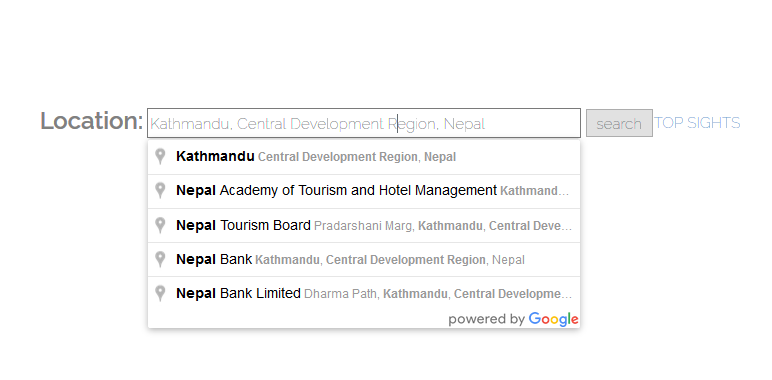 Location: Kathmandu, Central Development Region, Nepal search TOP SIGHTS
Kathmandu Central Development Region, Nepal
Nepal Academy of Tourism and Hotel Management Kathmand...
Nepal Tourism Board Pradarshani Marg, Kathmandu, Central Deve...
Nepal Bank Kathmandu, Central Development Region, Nepal
Nepal Bank Limited Dharma Path, Kathmandu, Central Developme...
powered by Google